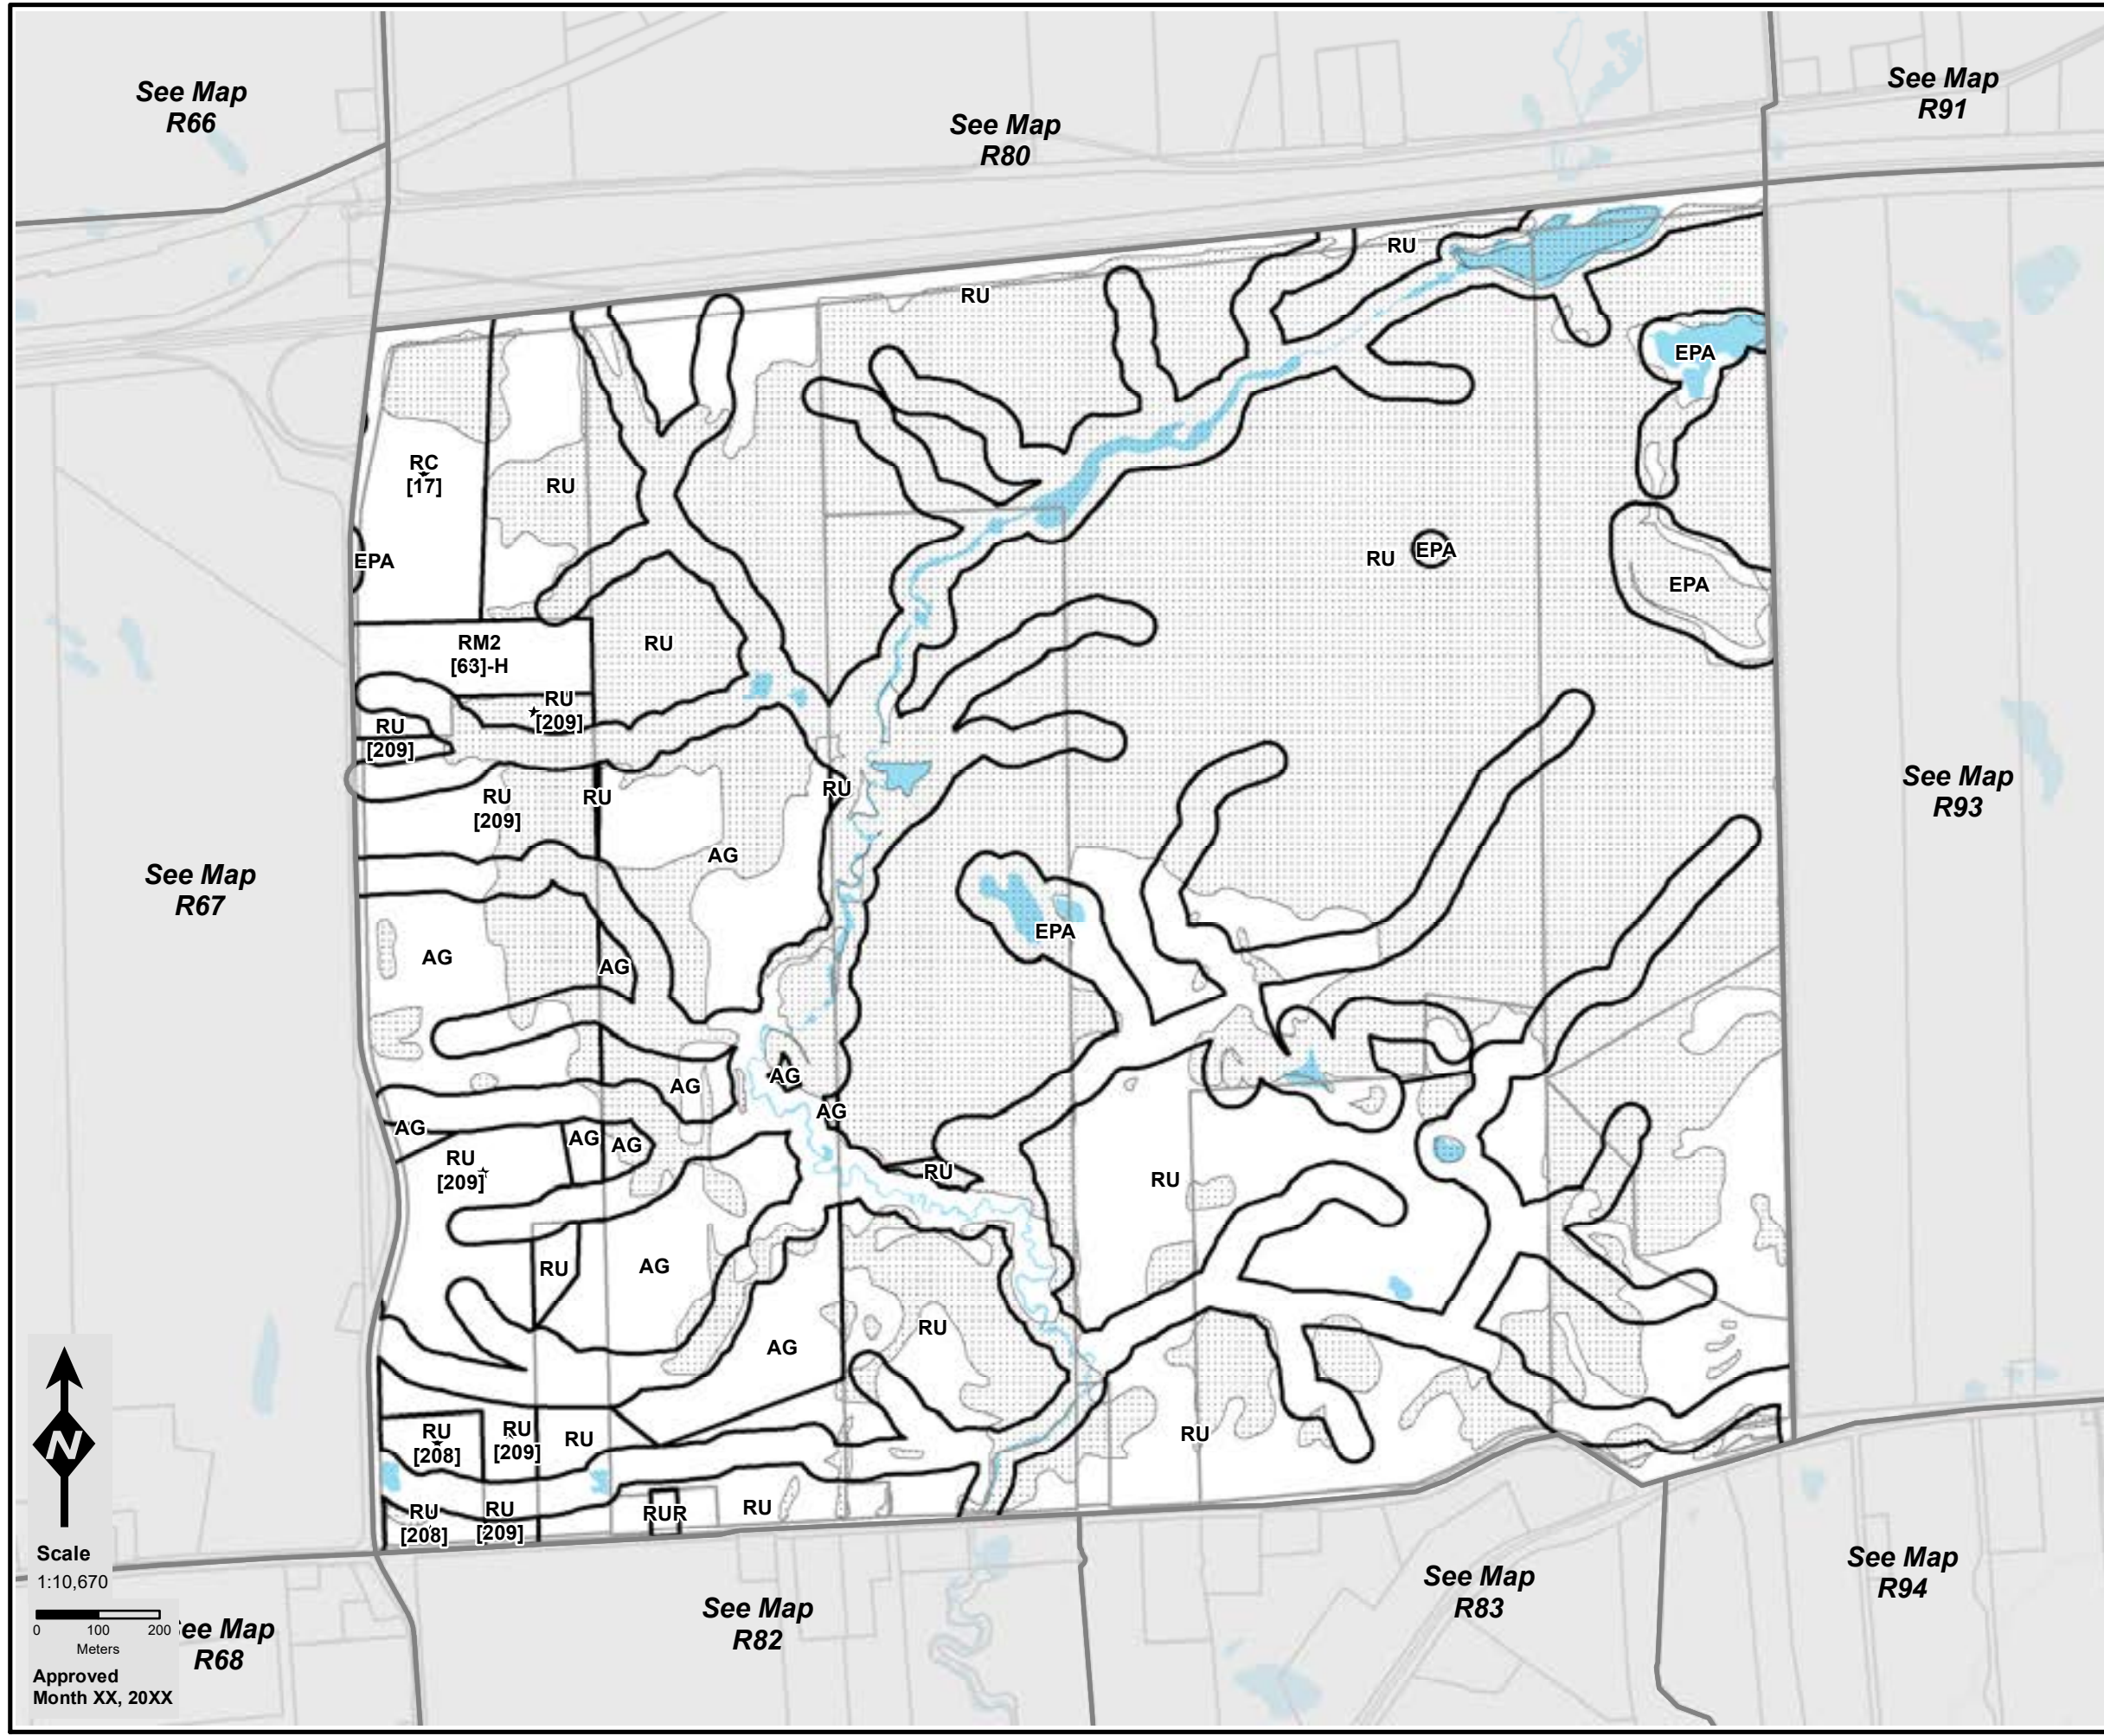 See Map
R66
See Map
R80
See Map
R91
RU
RU
EPA
RC
[17]
RU
EPA
RU
EPA
EPA
RM2
[63]-H
RU
RU
[209]
RU
[209]
RU
[209]
RU
RU
See Map
R93
AG
See Map
R67
EPA
AG
AG
AG
AG
AG
AG
AG
AG
RU
[209]
RU
RU
RU
AG
RU
AG
RU
[208]
RU
[209]
RU
RU
RU
[208]
RU
[209]
RUR
RU
N
Scale
1:10,670
0 100 200
Meters
Approved
Month XX, 20XX
See Map
R68
See Map
R82
See Map
R83
See Map
R94